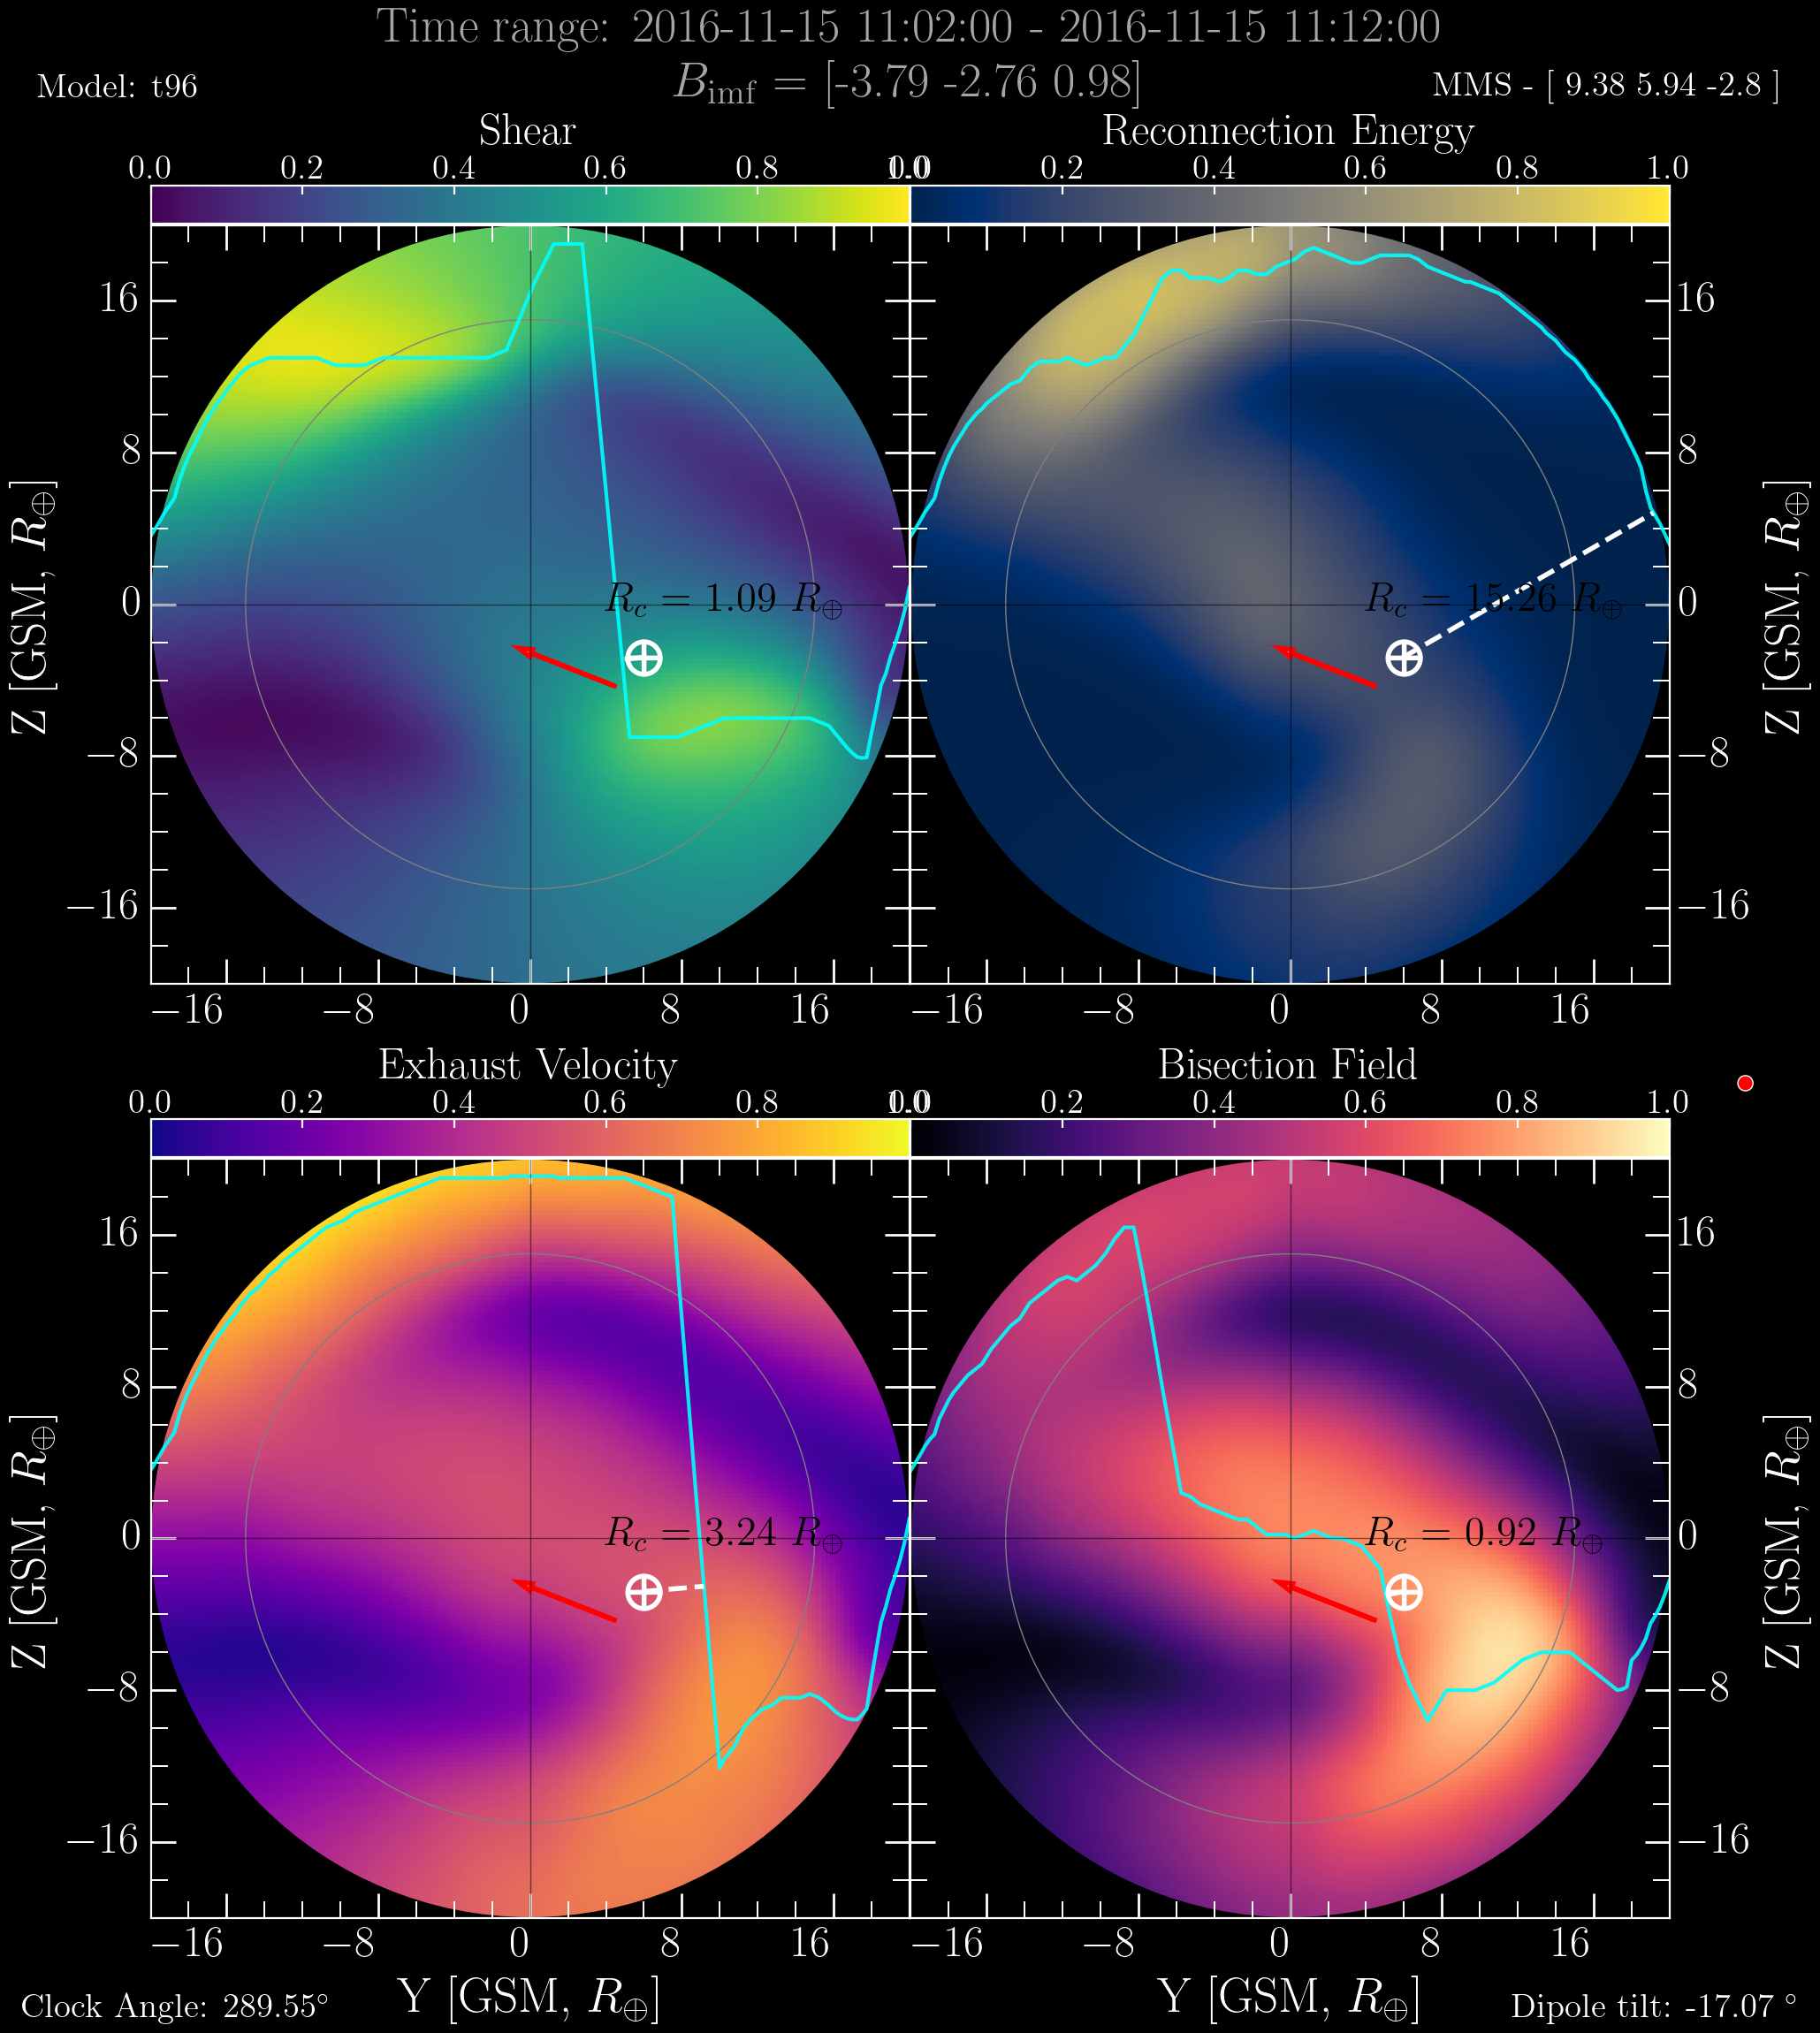 Time range: 2016-11-15 11:02:00 - 2016-11-15 11:12:00
Model: t96
B_imf = [-3.79 -2.76 0.98]
MMS - [ 9.38 5.94 -2.8 ]
Shear
Reconnection Energy
0.0 0.2 0.4 0.6 0.8 1.0
0.0 0.2 0.4 0.6 0.8 1.0
16 8 0 −8 −16
Z [GSM, R⊕]
R_c = 1.09 R⊕
R_c = 15.26 R⊕
16 8 0 −8 −16
Z [GSM, R⊕]
−16 −8 0 8 16
−16 −8 0 8 16
Exhaust Velocity
Bisection Field
0.0 0.2 0.4 0.6 0.8 1.0
0.0 0.2 0.4 0.6 0.8 1.0
16 8 0 −8 −16
Z [GSM, R⊕]
R_c = 3.24 R⊕
R_c = 0.92 R⊕
16 8 0 −8 −16
Z [GSM, R⊕]
−16 −8 0 8 16
−16 −8 0 8 16
Clock Angle: 289.55°
Y [GSM, R⊕]
Y [GSM, R⊕]
Dipole tilt: -17.07 °